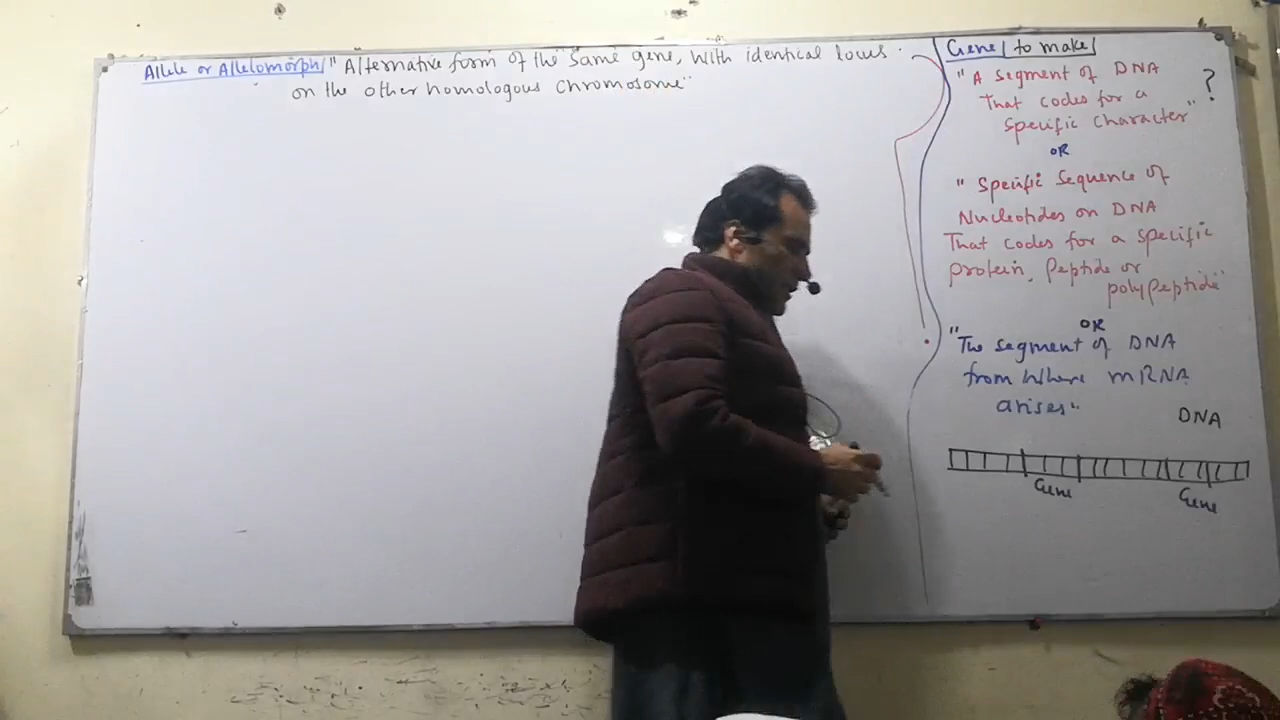 Allele or Allelomorph / "Alternative form of the same gene, with identical locus
on the other homologous chromosome"
Gene / to make /
"A segment of DNA
That codes for a
specific character" ?
OR
"Specific sequence of
Nucleotides on DNA
That codes for a specific
protein, peptide or
polypeptide"
OR
"The segment of DNA
from where mRNA
arises"
DNA
Gene Gene